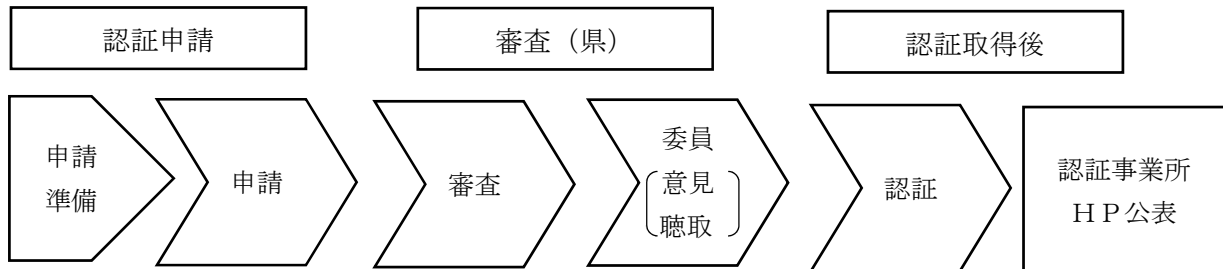 認証申請
審査（県）
認証取得後
申請
準備
申請
審査
委員
意見
聴取
認証
認証事業所
ＨＰ公表